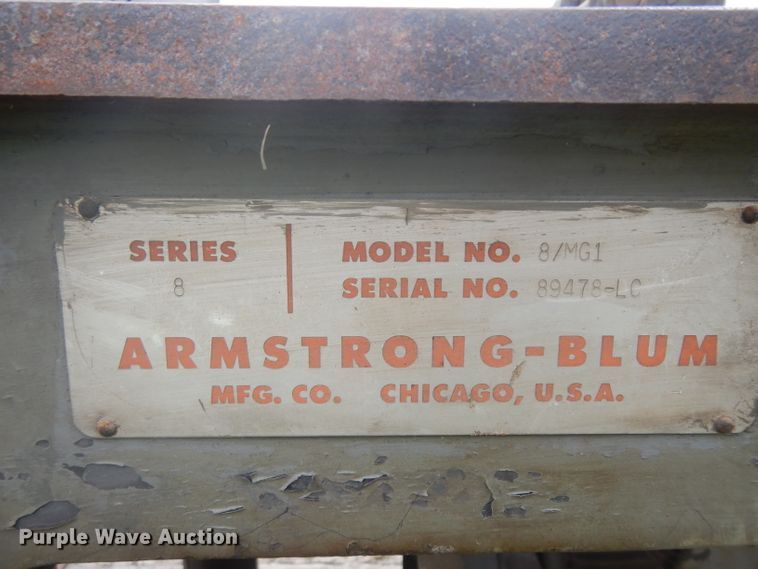 SERIES
8
MODEL NO. 8/MG1
SERIAL NO. 89478-LC
ARMSTRONG-BLUM
MFG. CO. CHICAGO, U.S.A.
Purple Wave Auction